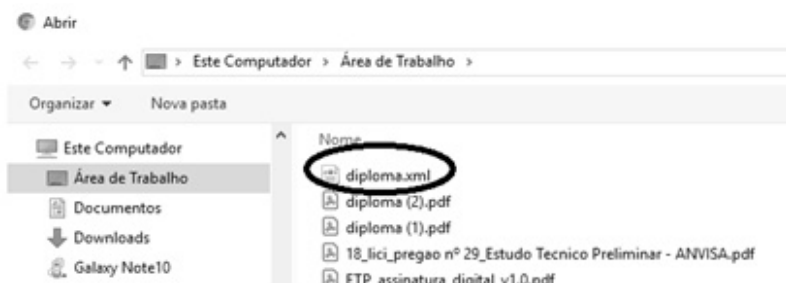 Abrir
Este Computador > Área de Trabalho >
Organizar Nova pasta
Nome
Este Computador
diploma.xml
Área de Trabalho
diploma (2).pdf
Documentos
diploma (1).pdf
Downloads
18_lici_pregao nº 29_Estudo Tecnico Preliminar - ANVISA.pdf
Galaxy Note10
ETP_assinatura_digital_v1.0.pdf